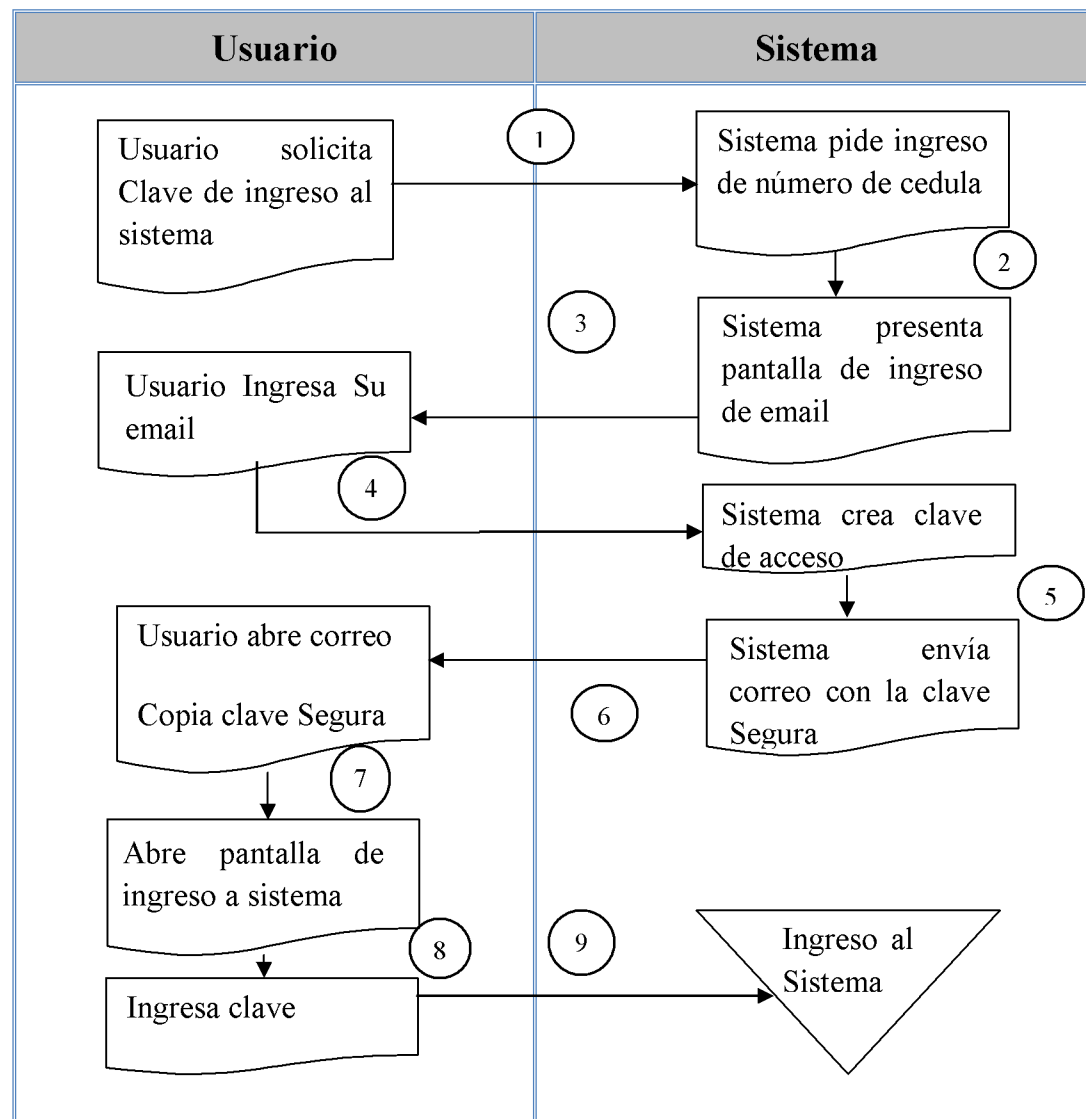 Usuario
Sistema
Usuario solicita
Clave de ingreso al
sistema
1
Sistema pide ingreso
de número de cedula
2
3
Sistema presenta
pantalla de ingreso
de email
Usuario Ingresa Su
email
4
Sistema crea clave
de acceso
5
Sistema envía
correo con la clave
Segura
6
Usuario abre correo
Copia clave Segura
7
Abre pantalla de
ingreso a sistema
8
Ingresa clave
9
Ingreso al
Sistema